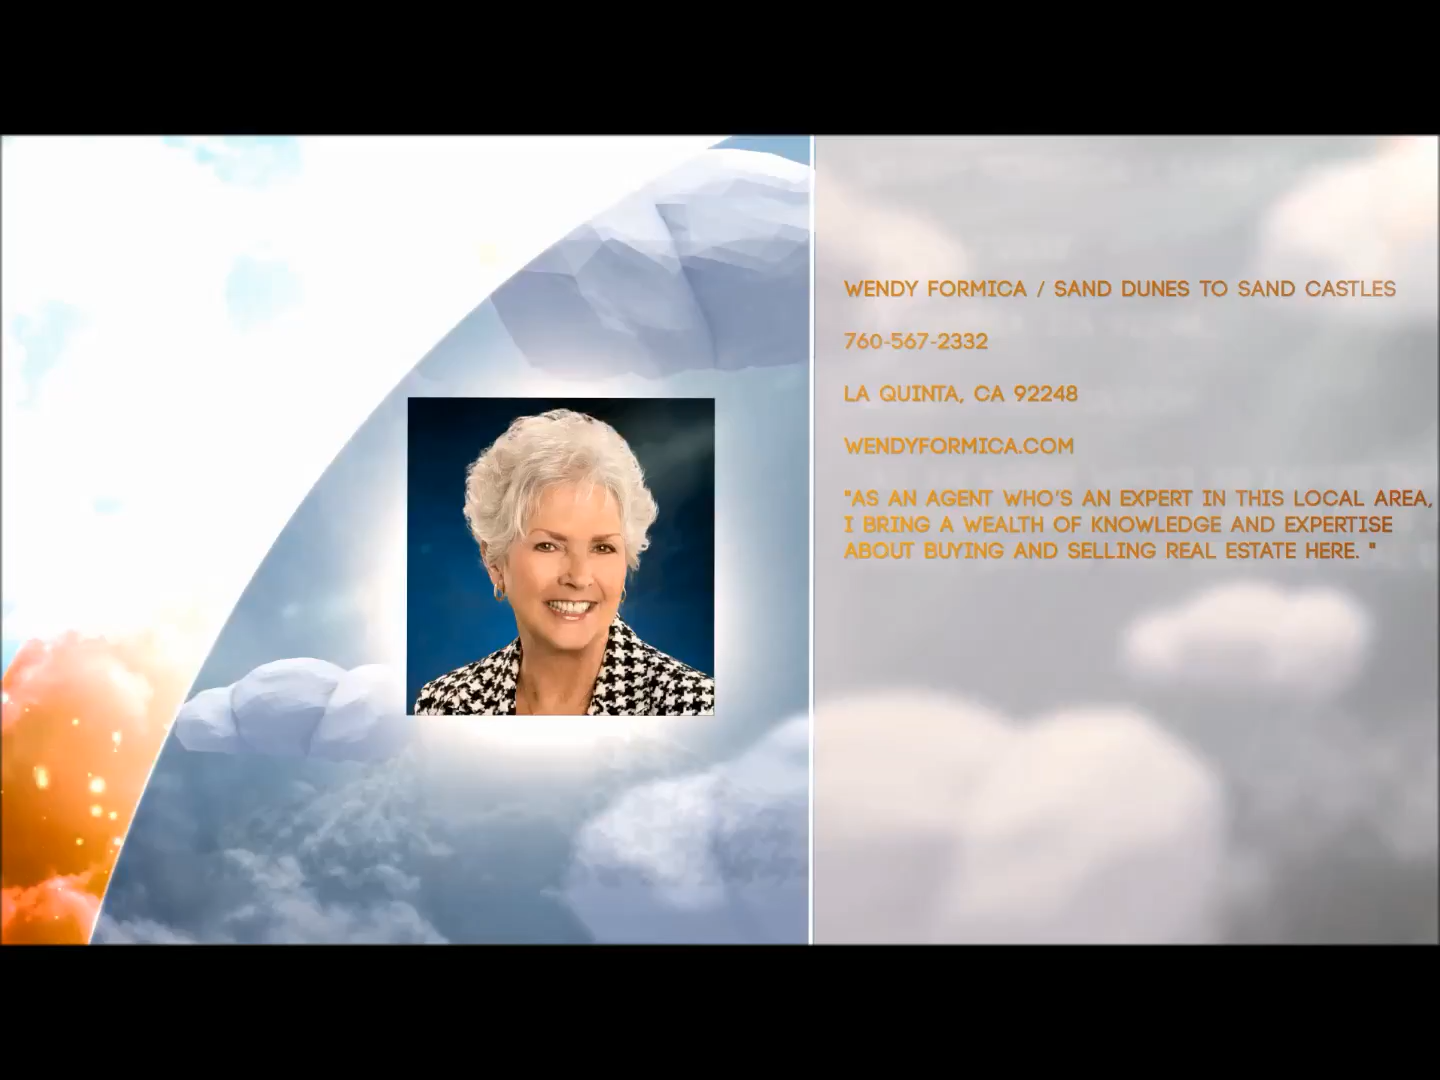 WENDY FORMICA / SAND DUNES TO SAND CASTLES
760-567-2332
LA QUINTA, CA 92248
WENDYFORMICA.COM
"AS AN AGENT WHO'S AN EXPERT IN THIS LOCAL AREA,
I BRING A WEALTH OF KNOWLEDGE AND EXPERTISE
ABOUT BUYING AND SELLING REAL ESTATE HERE. "